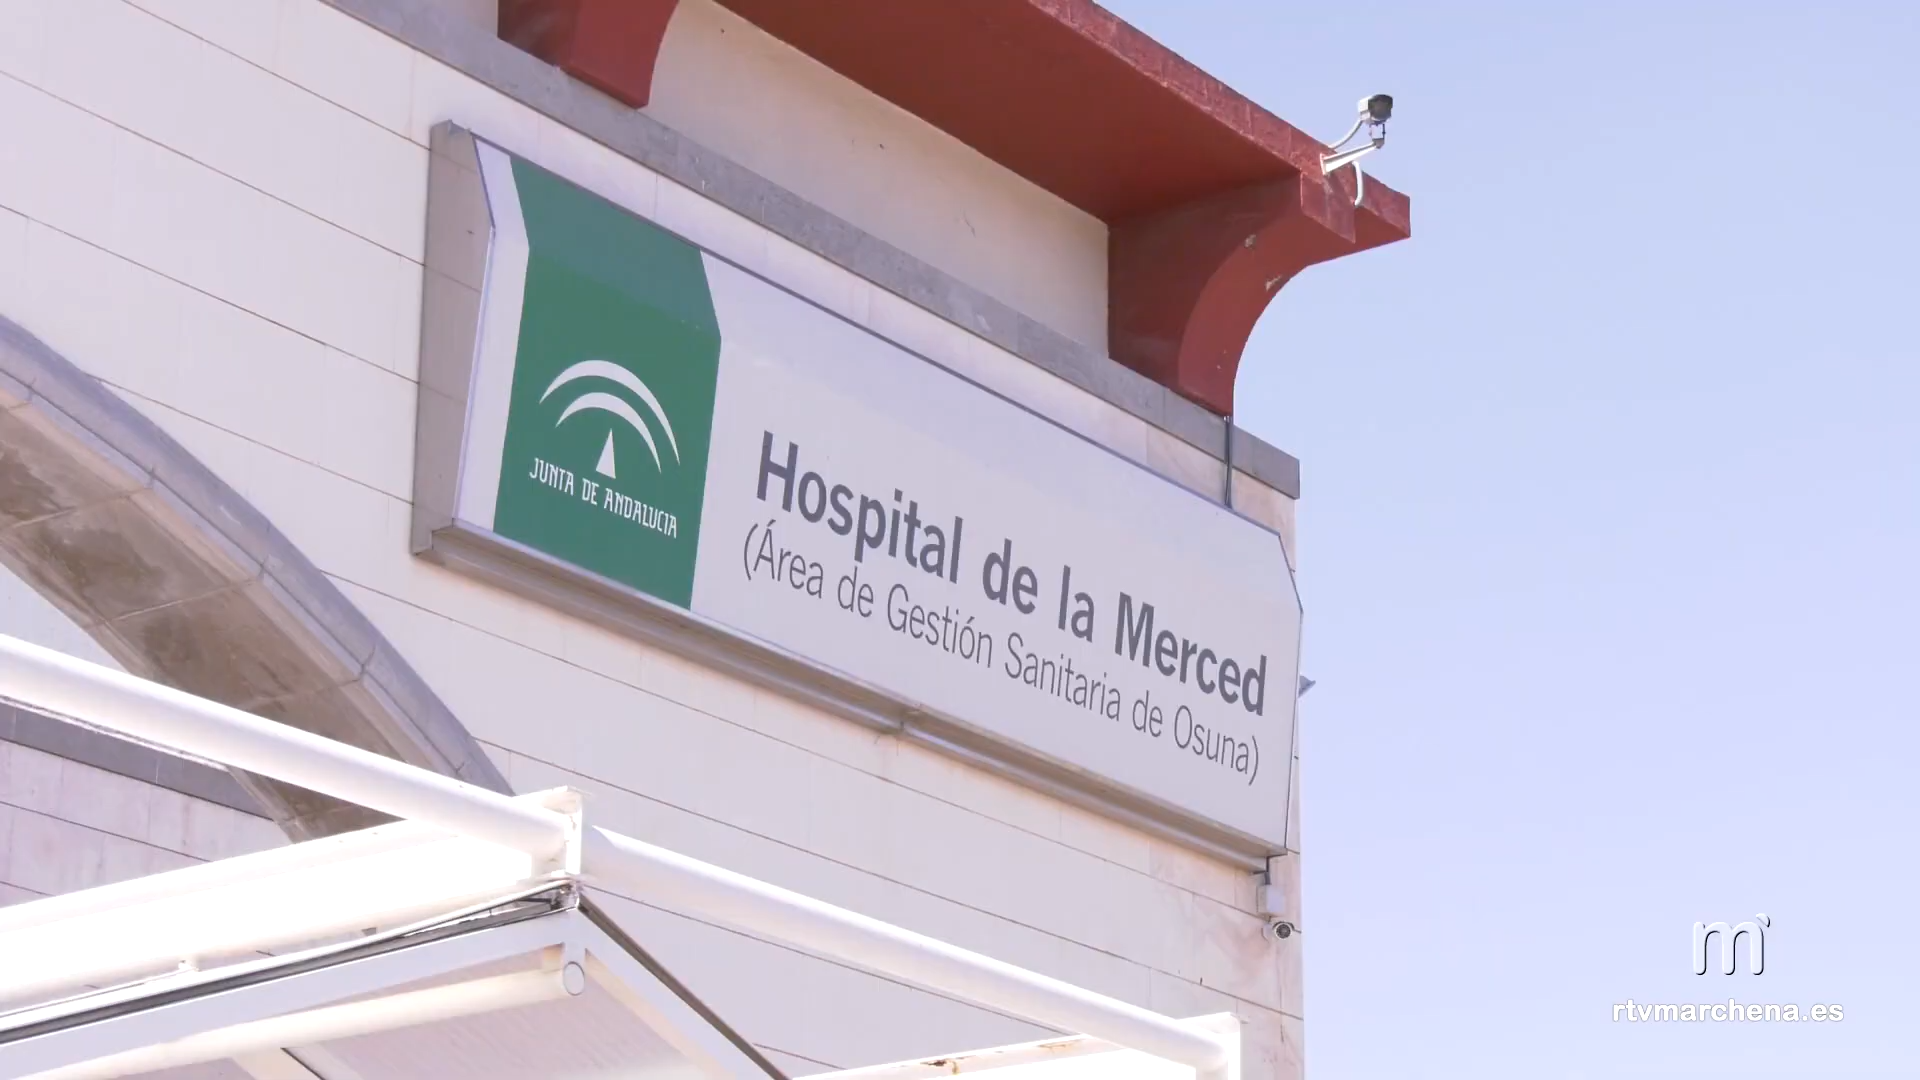 JUNTA DE ANDALUCIA
Hospital de la Merced
(Área de Gestión Sanitaria de Osuna)
m
rtvmarchena.es